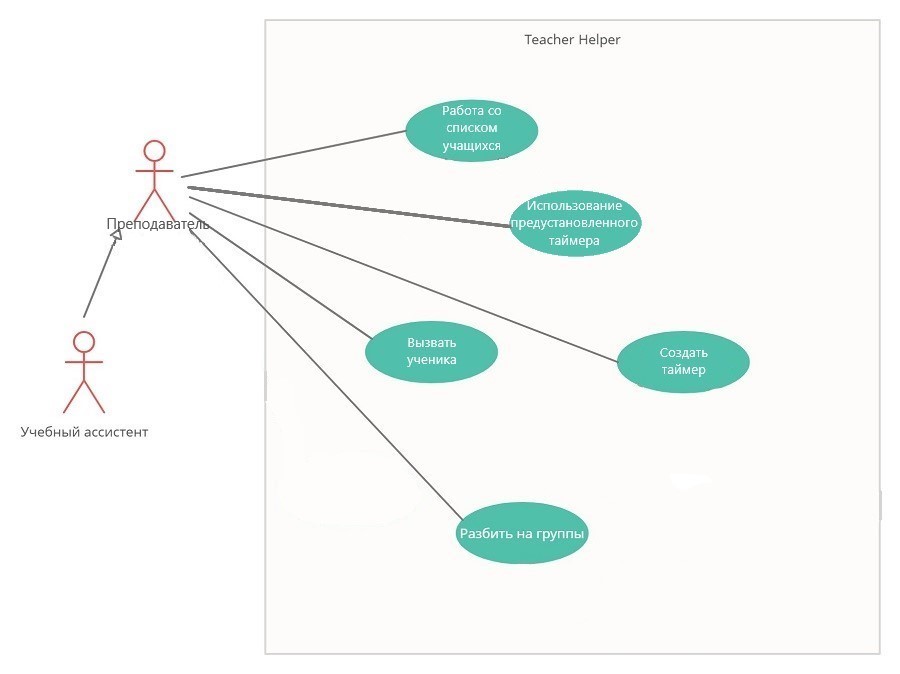 Teacher Helper
Работа со
списком
учащихся
Преподаватель
Использование
предустановленного
таймера
Вызвать
ученика
Создать
таймер
Учебный ассистент
Разбить на группы